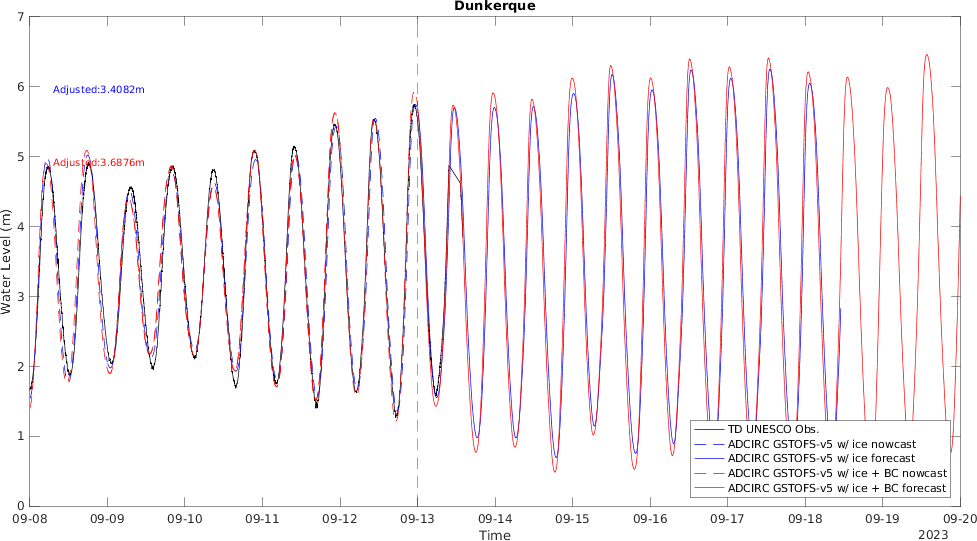 Dunkerque
7
6
5
4
3
2
1
0
Water Level (m)
Adjusted:3.4082m
Adjusted:3.6876m
TD UNESCO Obs.
ADCIRC GSTOFS-v5 w/ ice nowcast
ADCIRC GSTOFS-v5 w/ ice forecast
ADCIRC GSTOFS-v5 w/ ice + BC nowcast
ADCIRC GSTOFS-v5 w/ ice + BC forecast
09-08 09-09 09-10 09-11 09-12 09-13 09-14 09-15 09-16 09-17 09-18 09-19 09-20
Time
2023